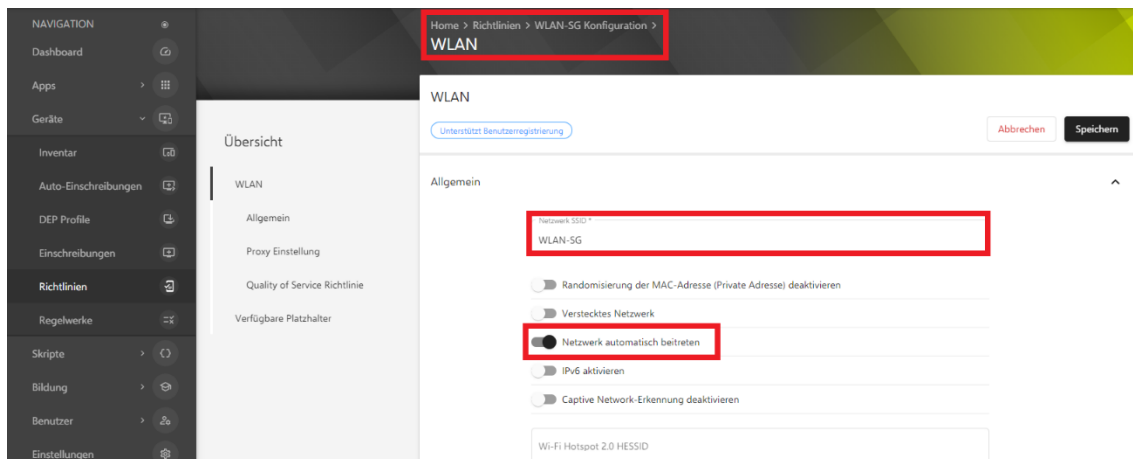 NAVIGATION
Dashboard
Apps
Geräte
Inventar
Auto-Einschreibungen
DEP Profile
Einschreibungen
Richtlinien
Regelwerke
Skripte
Bildung
Benutzer
Einstellungen
Übersicht
WLAN
Allgemein
Proxy Einstellung
Quality of Service Richtlinie
Verfügbare Platzhalter
Home > Richtlinien > WLAN-SG Konfiguration >
WLAN
WLAN
Unterstützt Benutzerregistrierung
Abbrechen
Speichern
Allgemein
Netzwerk SSID *
WLAN-SG
Randomisierung der MAC-Adresse (Private Adresse) deaktivieren
Verstecktes Netzwerk
Netzwerk automatisch beitreten
IPv6 aktivieren
Captive Network-Erkennung deaktivieren
Wi-Fi Hotspot 2.0 HESSID